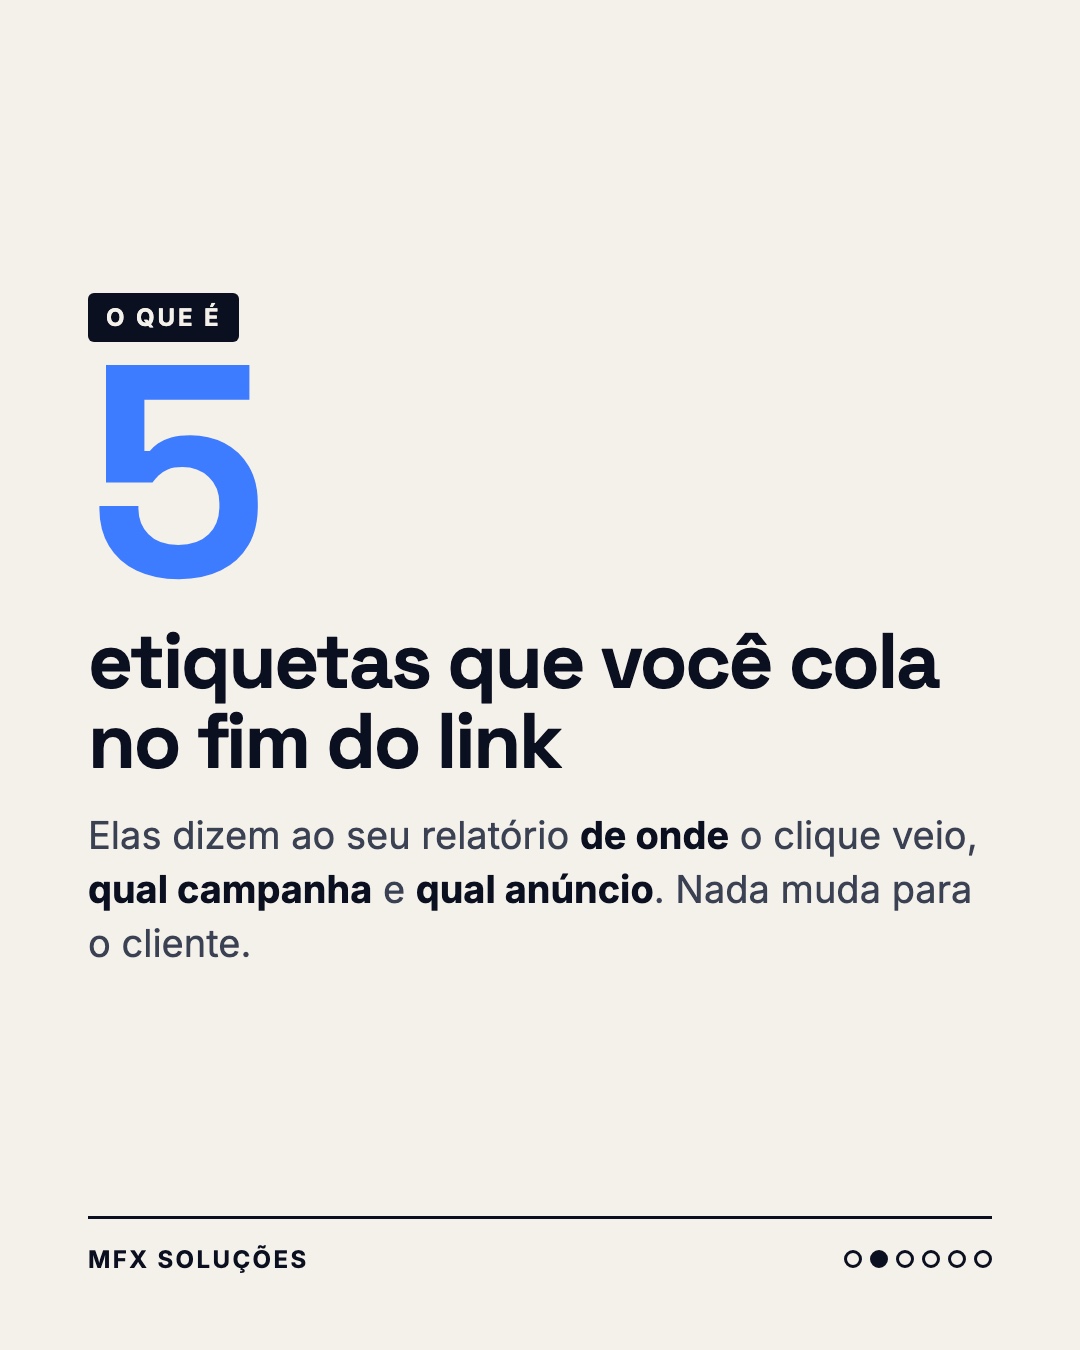 O QUE É
5
etiquetas que você cola
no fim do link
Elas dizem ao seu relatório de onde o clique veio,
qual campanha e qual anúncio. Nada muda para
o cliente.
MFX SOLUÇÕES